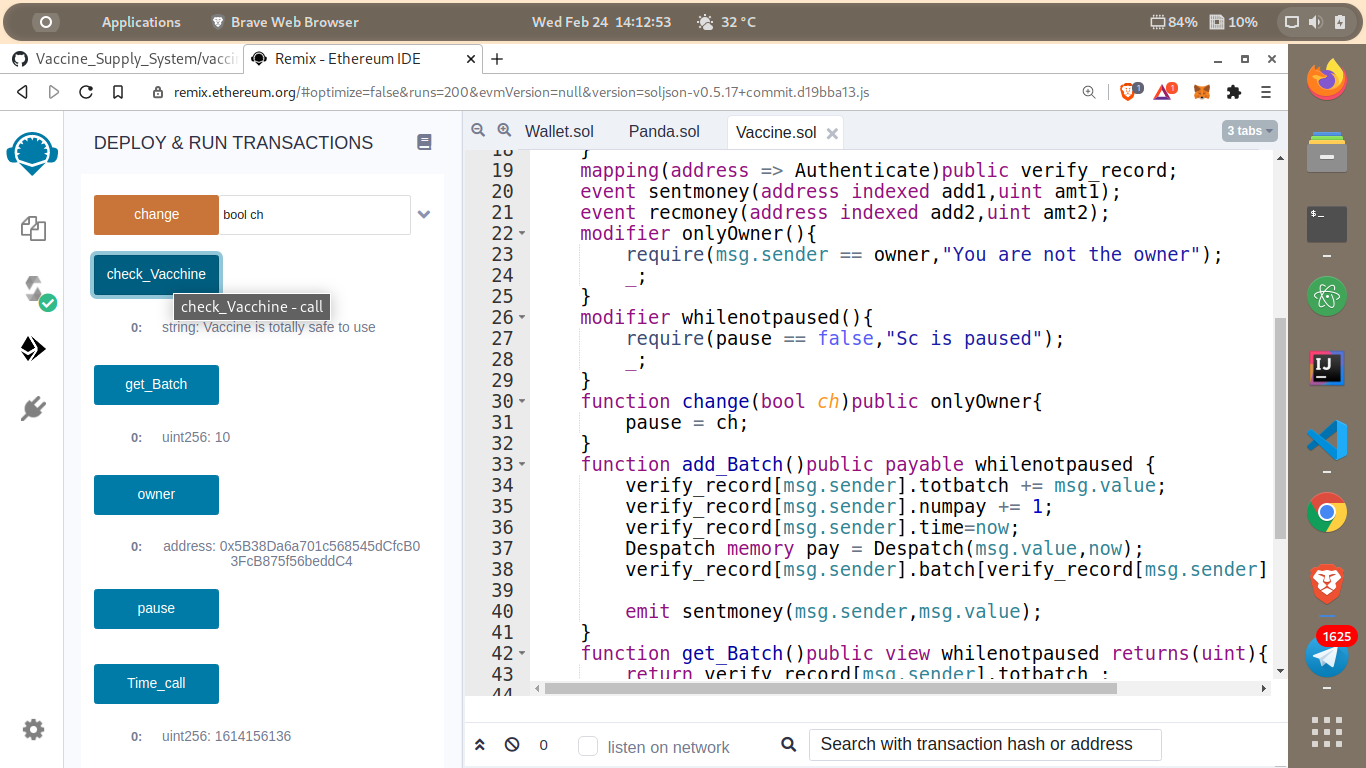 Applications
Brave Web Browser
Wed Feb 24 14:12:53
32 °C
84%
10%
Vaccine_Supply_System/vacci
Remix - Ethereum IDE
remix.ethereum.org/#optimize=false&runs=200&evmVersion=null&version=soljson-v0.5.17+commit.d19bba13.js
1
1
DEPLOY & RUN TRANSACTIONS
change
bool ch
check_Vacchine
check_Vacchine - call
0: string: Vaccine is totally safe to use
get_Batch
0: uint256: 10
owner
0: address: 0x5B38Da6a701c568545dCfcB0
3FcB875f56beddC4
pause
Time_call
0: uint256: 1614156136
Wallet.sol
Panda.sol
Vaccine.sol
3 tabs
18 }
19 mapping(address => Authenticate)public verify_record;
20 event sentmoney(address indexed add1,uint amt1);
21 event recmoney(address indexed add2,uint amt2);
22 modifier onlyOwner(){
23 require(msg.sender == owner,"You are not the owner");
24 _;
25 }
26 modifier whilenotpaused(){
27 require(pause == false,"Sc is paused");
28 _;
29 }
30 function change(bool ch)public onlyOwner{
31 pause = ch;
32 }
33 function add_Batch()public payable whilenotpaused {
34 verify_record[msg.sender].totbatch += msg.value;
35 verify_record[msg.sender].numpay += 1;
36 verify_record[msg.sender].time=now;
37 Despatch memory pay = Despatch(msg.value,now);
38 verify_record[msg.sender].batch[verify_record[msg.sender]
39
40 emit sentmoney(msg.sender,msg.value);
41 }
42 function get_Batch()public view whilenotpaused returns(uint){
43 return verify_record[msg.sender].totbatch ;
44
0
listen on network
Search with transaction hash or address
$_
IJ
1625